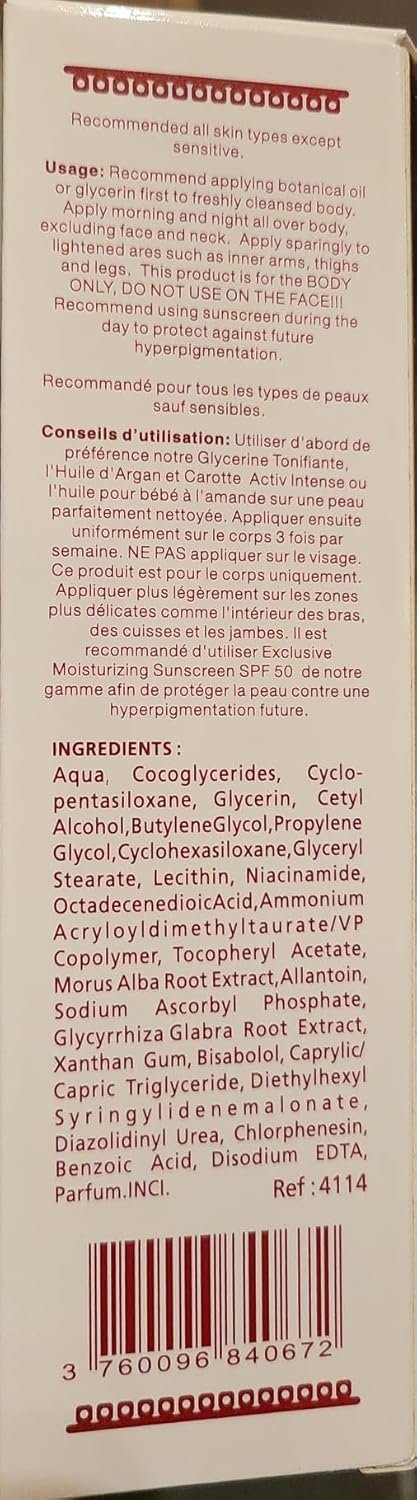 Recommended all skin types except
sensitive.
Usage: Recommend applying botanical oil
or glycerin first to freshly cleansed body.
Apply morning and night all over body,
excluding face and neck. Apply sparingly to
lightened ares such as inner arms, thighs
and legs. This product is for the BODY
ONLY, DO NOT USE ON THE FACE!!!
Recommend using sunscreen during the
day to protect against future
hyperpigmentation.
Recommandé pour tous les types de peaux
sauf sensibles.
Conseils d'utilisation: Utiliser d'abord de
préférence notre Glycerine Tonifiante,
l'Huile d'Argan et Carotte Activ Intense ou
l'huile pour bébé à l'amande sur une peau
parfaitement nettoyée. Appliquer ensuite
uniformément sur le corps 3 fois par
semaine. NE PAS appliquer sur le visage.
Ce produit est pour le corps uniquement.
Appliquer plus légèrement sur les zones
plus délicates comme l'intérieur des bras,
des cuisses et les jambes. Il est
recommandé d'utiliser Exclusive
Moisturizing Sunscreen SPF 50 de notre
gamme afin de protéger la peau contre une
hyperpigmentation future.
INGREDIENTS :
Aqua, Cocoglycerides, Cyclo-
pentasiloxane, Glycerin, Cetyl
Alcohol,ButyleneGlycol,Propylene
Glycol,Cyclohexasiloxane,Glyceryl
Stearate, Lecithin, Niacinamide,
OctadecenedioicAcid,Ammonium
Acryloyldimethyltaurate/VP
Copolymer, Tocopheryl Acetate,
Morus Alba Root Extract,Allantoin,
Sodium Ascorbyl Phosphate,
Glycyrrhiza Glabra Root Extract,
Xanthan Gum, Bisabolol, Caprylic/
Capric Triglyceride, Diethylhexyl
Syringylidenemalonate,
Diazolidinyl Urea, Chlorphenesin,
Benzoic Acid, Disodium EDTA,
Parfum.INCI. Ref : 4114
3 760096 840672